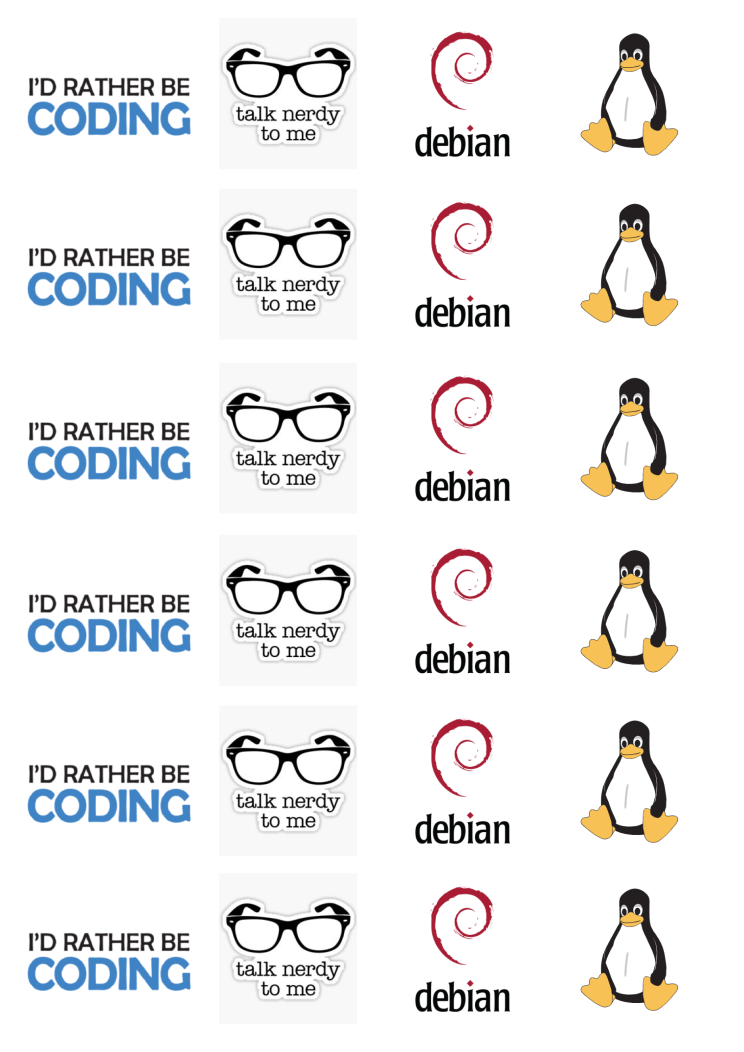 I'D RATHER BE
CODING
talk nerdy
to me
debian
I'D RATHER BE
CODING
talk nerdy
to me
debian
I'D RATHER BE
CODING
talk nerdy
to me
debian
I'D RATHER BE
CODING
talk nerdy
to me
debian
I'D RATHER BE
CODING
talk nerdy
to me
debian
I'D RATHER BE
CODING
talk nerdy
to me
debian